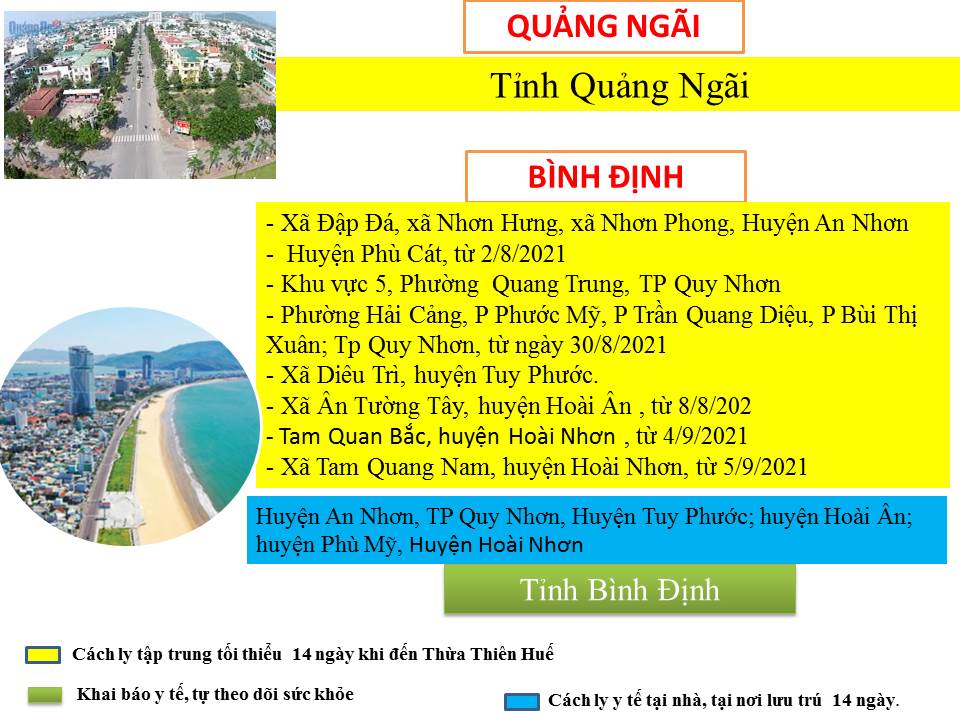 QUẢNG NGÃI
Tỉnh Quảng Ngãi
BÌNH ĐỊNH
- Xã Đập Đá, xã Nhơn Hưng, xã Nhơn Phong, Huyện An Nhơn
- Huyện Phù Cát, từ 2/8/2021
- Khu vực 5, Phường Quang Trung, TP Quy Nhơn
- Phường Hải Cảng, P Phước Mỹ, P Trần Quang Diệu, P Bùi Thị
Xuân; Tp Quy Nhơn, từ ngày 30/8/2021
- Xã Diêu Trì, huyện Tuy Phước.
- Xã Ân Tường Tây, huyện Hoài Ân , từ 8/8/202
- Tam Quan Bắc, huyện Hoài Nhơn , từ 4/9/2021
- Xã Tam Quang Nam, huyện Hoài Nhơn, từ 5/9/2021
Huyện An Nhơn, TP Quy Nhơn, Huyện Tuy Phước; huyện Hoài Ân;
huyện Phù Mỹ, Huyện Hoài Nhơn
Tỉnh Bình Định
Cách ly tập trung tối thiểu 14 ngày khi đến Thừa Thiên Huế
Khai báo y tế, tự theo dõi sức khỏe
Cách ly y tế tại nhà, tại nơi lưu trú 14 ngày.